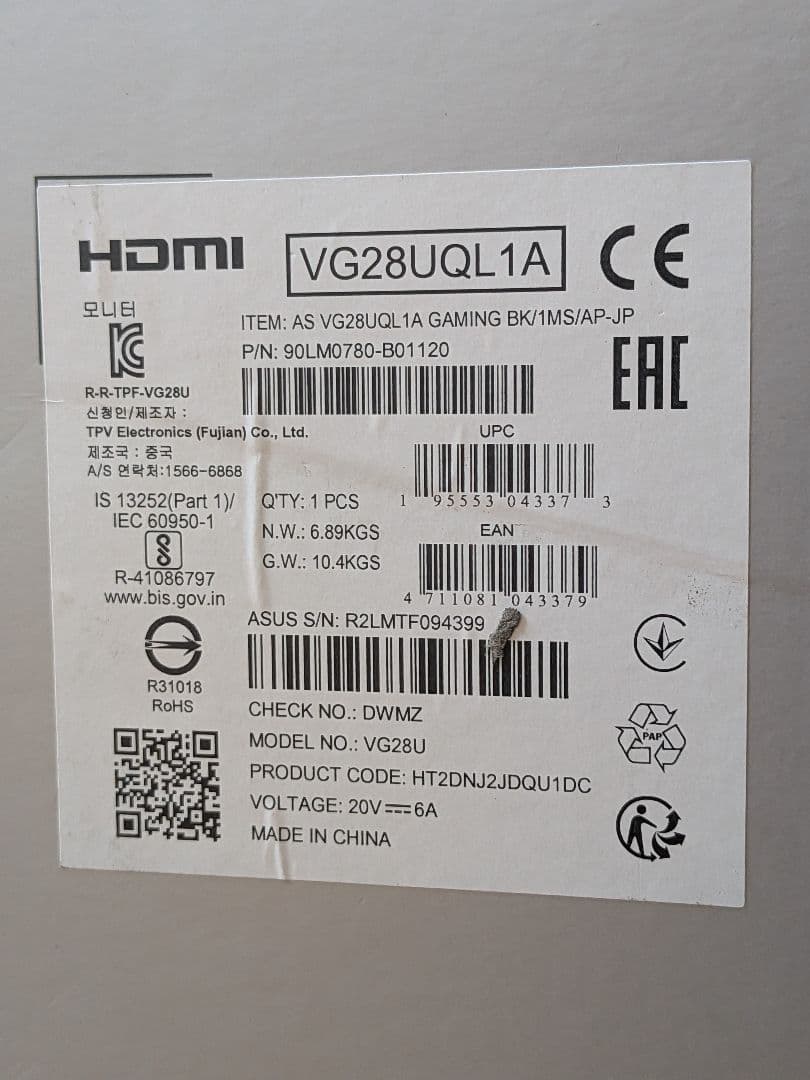 HDMI
VG28UQL1A
CE
모니터
R-R-TPF-VG28U
신청인/제조자 :
TPV Electronics (Fujian) Co., Ltd.
제조국 : 중국
A/S 연락처:1566-6868
ITEM: AS VG28UQL1A GAMING BK/1MS/AP-JP
P/N: 90LM0780-B01120
EAC
UPC
1 95553 04337 3
IS 13252(Part 1)/
IEC 60950-1
R-41086797
www.bis.gov.in
Q'TY: 1 PCS
N.W.: 6.89KGS
G.W.: 10.4KGS
EAN
4 711081 043379
R31018
RoHS
ASUS S/N: R2LMTF094399
CHECK NO.: DWMZ
MODEL NO.: VG28U
PRODUCT CODE: HT2DNJ2JDQU1DC
VOLTAGE: 20V⎓6A
MADE IN CHINA
PAP